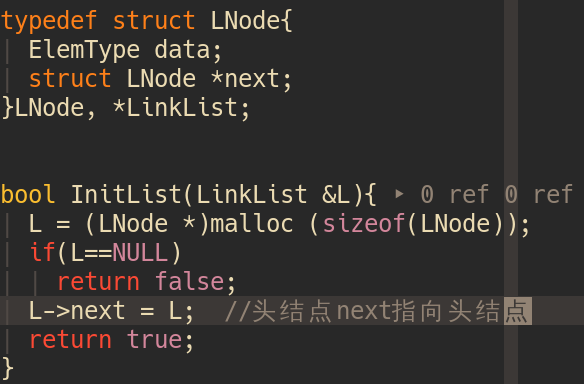 typedef struct LNode{
ElemType data;
struct LNode *next;
}LNode, *LinkList;
bool InitList(LinkList &L){ ▸ 0 ref 0 ref
L = (LNode *)malloc (sizeof(LNode));
if(L==NULL)
return false;
L->next = L; //头结点next指向头结点
return true;
}